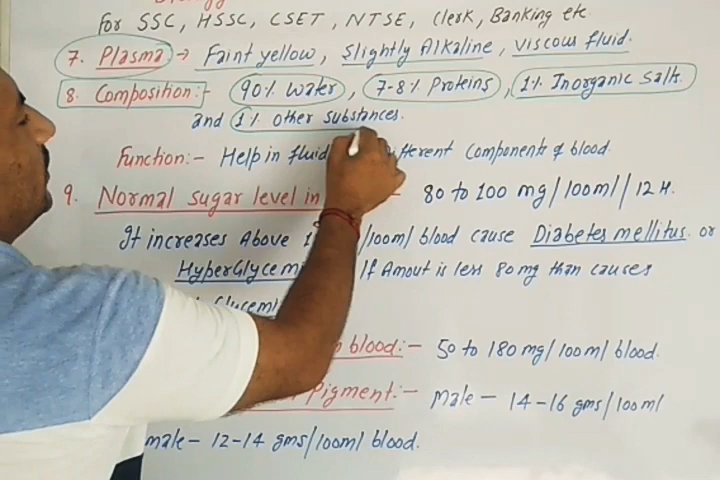 Biology
For SSC, HSSC, CSET, NTSE, Clerk, Banking etc.
7. Plasma → Faint yellow, Slightly Alkaline, Viscous fluid.
8. Composition:- 90% Water, 7-8% Proteins, 1% Inorganic Salts.
and 1% other substances.
Function:- Help in fluid components of blood.
9. Normal sugar level in - 80 to 100 mg/100ml/12 H.
It increases Above /100ml blood cause Diabetes mellitus or
If Amout is less 80 mg than causes
blood:- 50 to 180 mg/100ml blood.
Pigment:- Male - 14-16 gms/100ml
male- 12-14 gms/100ml blood.